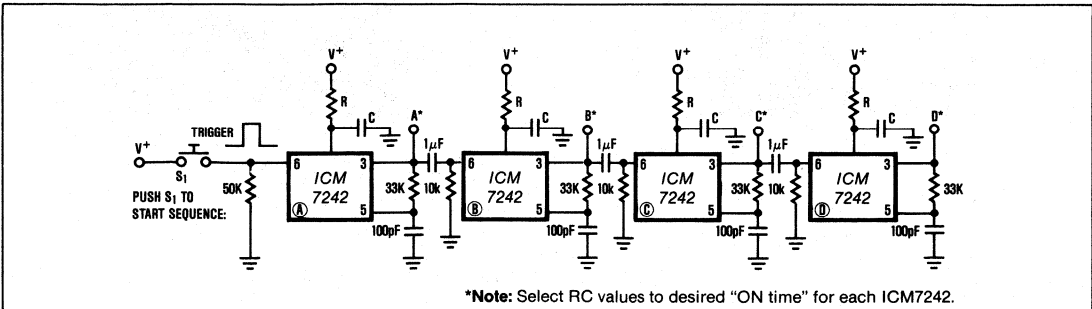 V+ V+ V+ V+
R R R R
C A* C B* C C* C D*
TRIGGER
1μF 1μF 1μF
V+
S1
6 3 6 3 6 3 6 3
ICM ICM ICM ICM
7242 7242 7242 7242
50K 33K 10k 33K 10k 33K 10k 33K
PUSH S1 TO
START SEQUENCE:
A 5 B 5 C 5 D 5
100pF 100pF 100pF 100pF
*Note: Select RC values to desired “ON time” for each ICM7242.